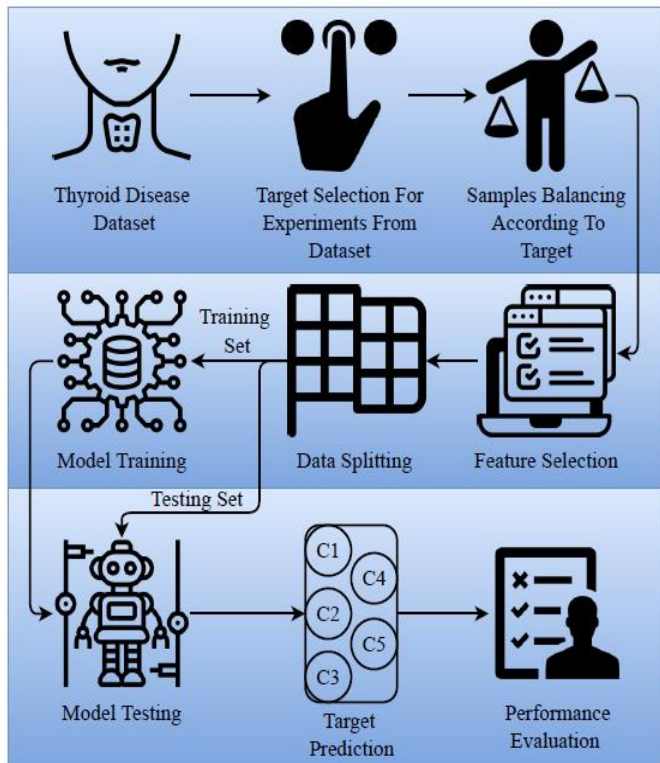 Thyroid Disease
Dataset
Target Selection For
Experiments From
Dataset
Samples Balancing
According To
Target
Training
Set
Model Training
Data Splitting
Feature Selection
Testing Set
C1
C4
C2
C5
C3
Model Testing
Target
Prediction
Performance
Evaluation